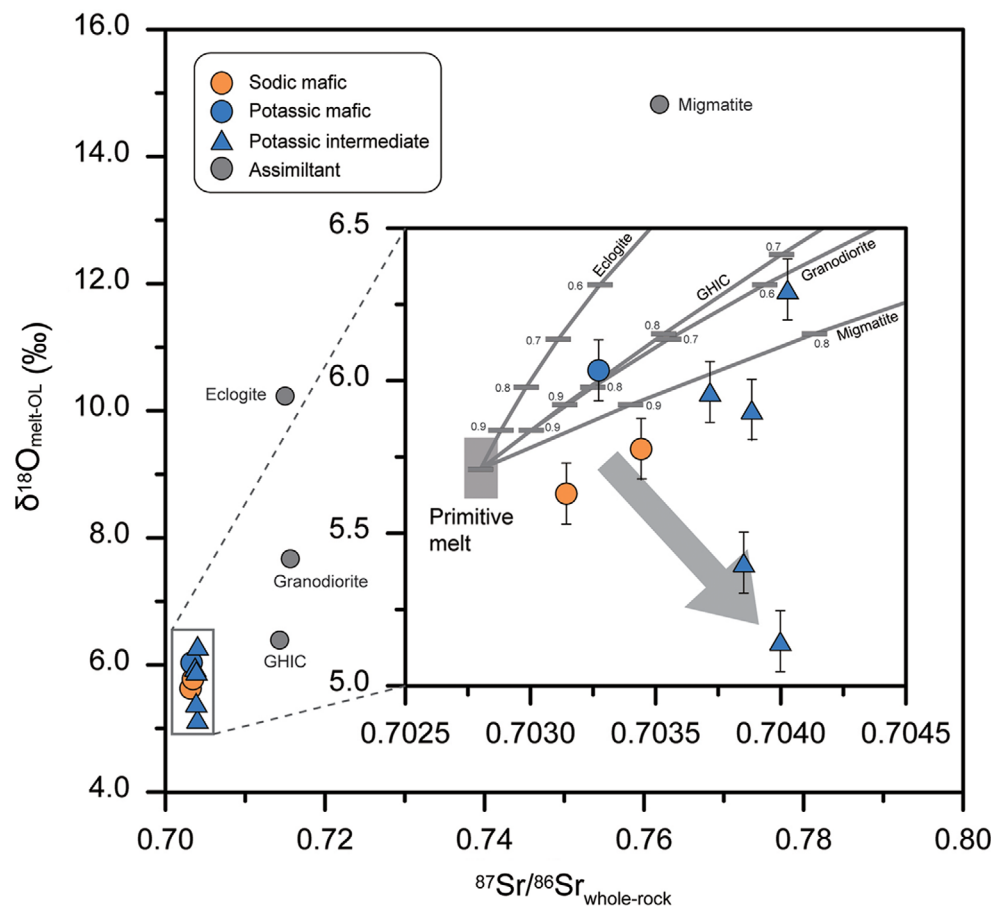 16.0
14.0
12.0
10.0
8.0
6.0
4.0
δ18Omelt-OL (‰)
Sodic mafic
Potassic mafic
Potassic intermediate
Assimiltant
Migmatite
Eclogite
Granodiorite
GHIC
6.5
6.0
5.5
5.0
Eclogite
GHIC
Granodiorite
Migmatite
0.6
0.7
0.8
0.9
0.7
0.8
0.9
0.6
0.7
0.8
0.9
0.8
0.9
Primitive
melt
0.7025
0.7030
0.7035
0.7040
0.7045
0.70
0.72
0.74
0.76
0.78
0.80
87Sr/86Srwhole-rock